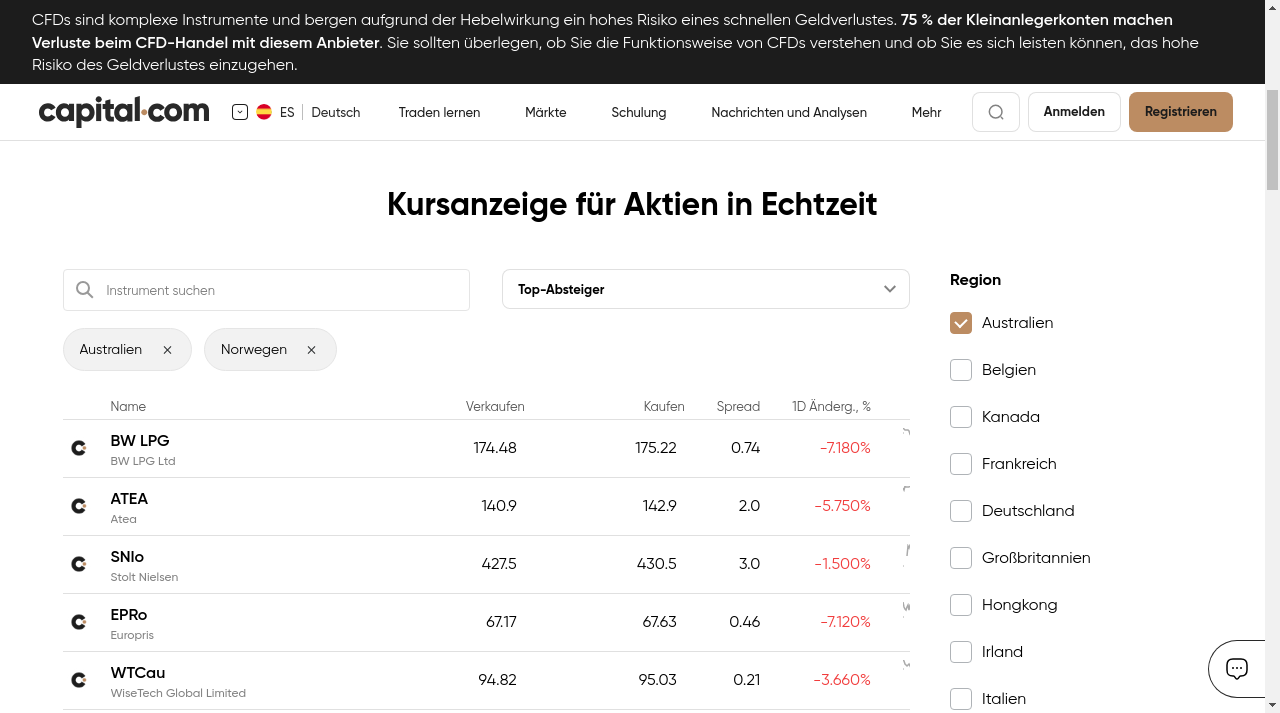 CFDs sind komplexe Instrumente und bergen aufgrund der Hebelwirkung ein hohes Risiko eines schnellen Geldverlustes. 75 % der Kleinanlegerkonten machen
Verluste beim CFD-Handel mit diesem Anbieter. Sie sollten überlegen, ob Sie die Funktionsweise von CFDs verstehen und ob Sie es sich leisten können, das hohe
Risiko des Geldverlustes einzugehen.
capital.com ES Deutsch Traden lernen Märkte Schulung Nachrichten und Analysen Mehr Anmelden Registrieren
Kursanzeige für Aktien in Echtzeit
Instrument suchen Top-Absteiger Region
Australien
Australien Norwegen
Belgien
Name Verkaufen Kaufen Spread 1D Änderg., %
Kanada
BW LPG 174.48 175.22 0.74 -7.180%
BW LPG Ltd
Frankreich
ATEA 140.9 142.9 2.0 -5.750%
Atea
Deutschland
SNIo 427.5 430.5 3.0 -1.500%
Stolt Nielsen
Großbritannien
Hongkong
EPRo 67.17 67.63 0.46 -7.120%
Europris
Irland
WTCau 94.82 95.03 0.21 -3.660%
WiseTech Global Limited
Italien